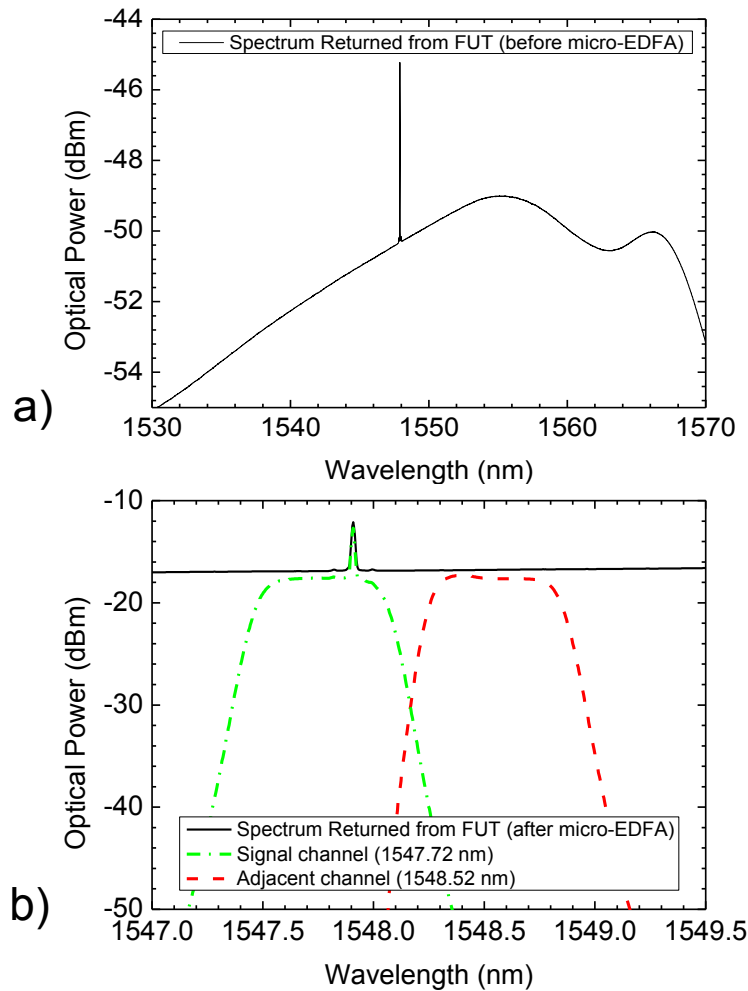 -44
Spectrum Returned from FUT (before micro-EDFA)
-46
-48
-50
-52
-54
Optical Power (dBm)
a)
1530 1540 1550 1560 1570
Wavelength (nm)
-10
-20
-30
-40
-50
Optical Power (dBm)
Spectrum Returned from FUT (after micro-EDFA)
Signal channel (1547.72 nm)
Adjacent channel (1548.52 nm)
b)
1547.0 1547.5 1548.0 1548.5 1549.0 1549.5
Wavelength (nm)